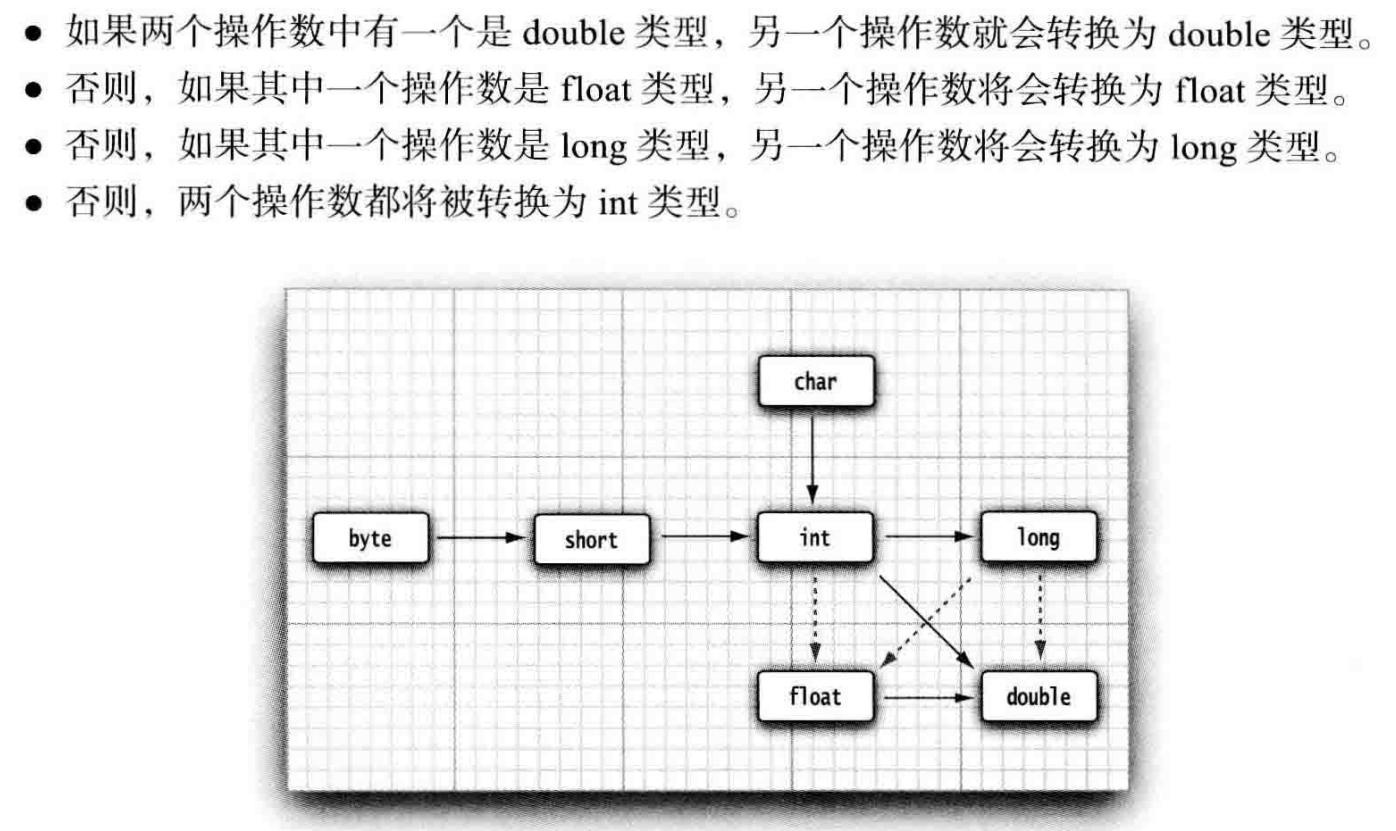 ● 如果两个操作数中有一个是 double 类型，另一个操作数就会转换为 double 类型。
● 否则，如果其中一个操作数是 float 类型，另一个操作数将会转换为 float 类型。
● 否则，如果其中一个操作数是 long 类型，另一个操作数将会转换为 long 类型。
● 否则，两个操作数都将被转换为 int 类型。
char
byte
short
int
long
float
double